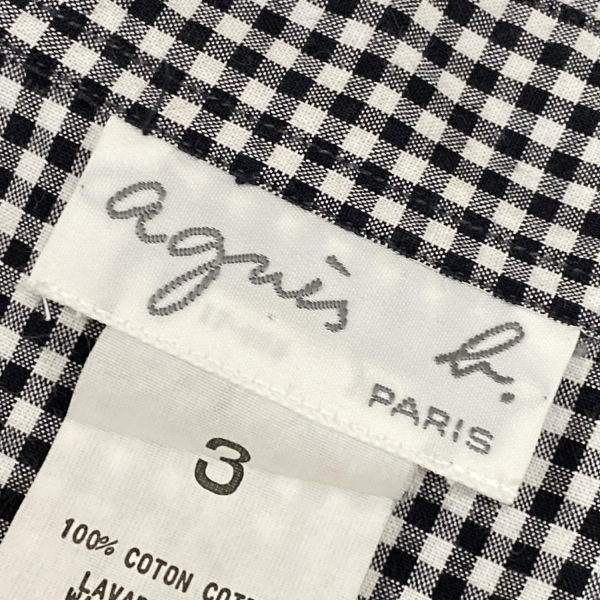 agnès b.
PARIS
3
100% COTON